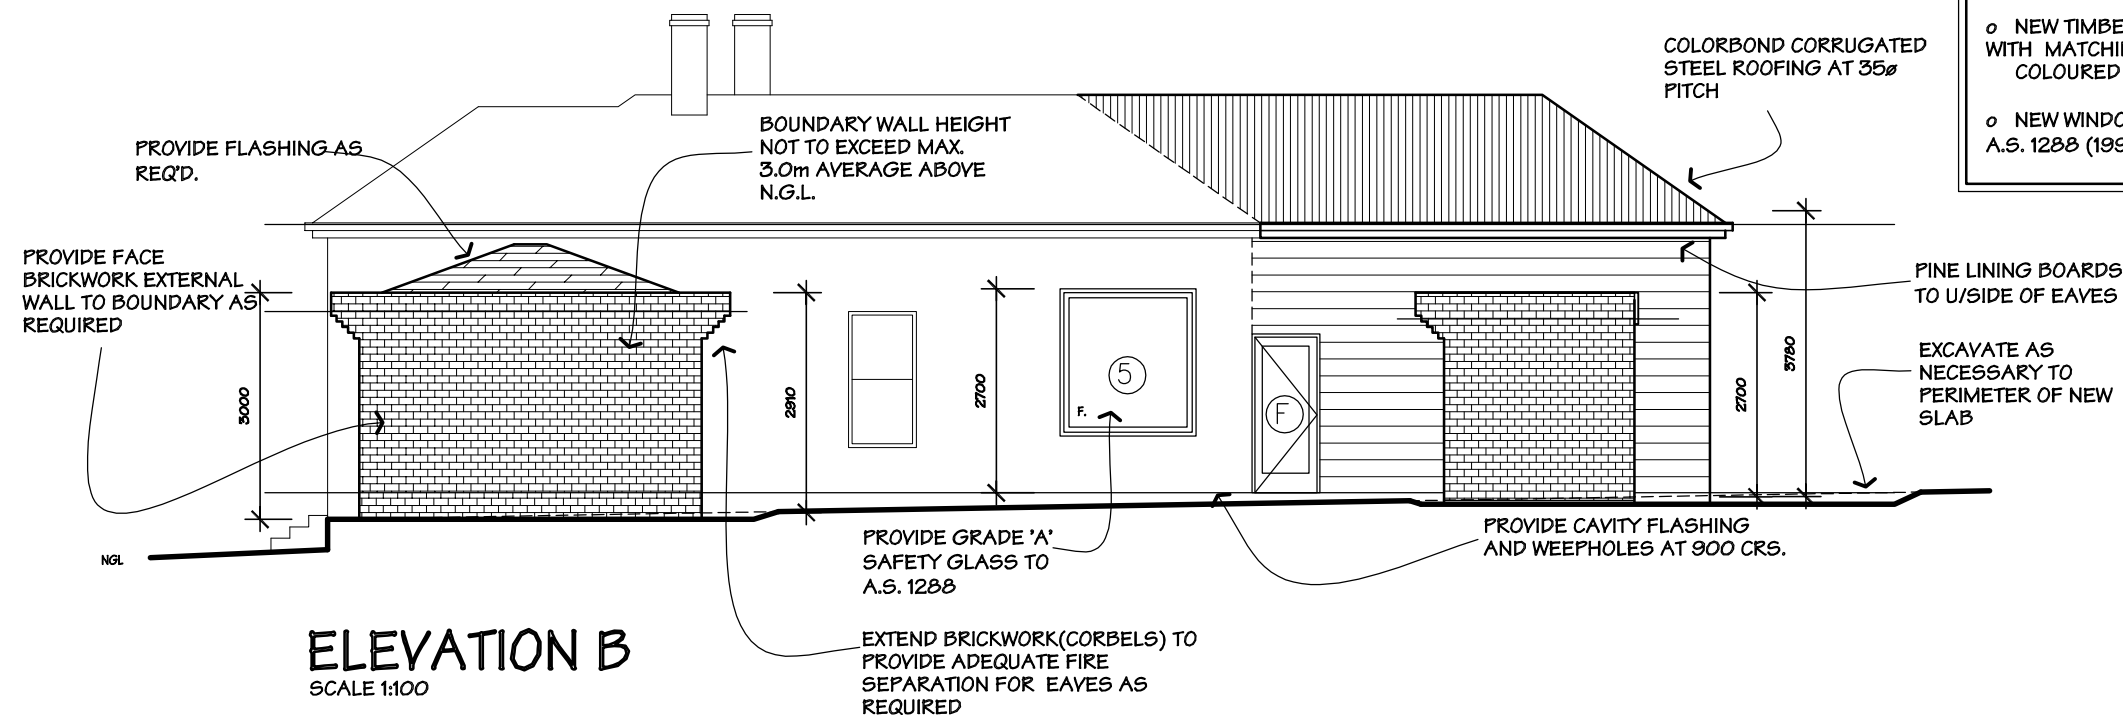 COLORBOND CORRUGATED
STEEL ROOFING AT 35ø
PITCH
o NEW TIMBE
WITH MATCHI
COLOURED
o NEW WINDO
A.S. 1288 (199
PROVIDE FLASHING AS
REQ'D.
BOUNDARY WALL HEIGHT
NOT TO EXCEED MAX.
3.0m AVERAGE ABOVE
N.G.L.
PROVIDE FACE
BRICKWORK EXTERNAL
WALL TO BOUNDARY AS
REQUIRED
PINE LINING BOARDS
TO U/SIDE OF EAVES
EXCAVATE AS
NECESSARY TO
PERIMETER OF NEW
SLAB
3000
2910
2700
5
F.
F
2700
3780
NGL
PROVIDE GRADE 'A'
SAFETY GLASS TO
A.S. 1288
PROVIDE CAVITY FLASHING
AND WEEPHOLES AT 900 CRS.
EXTEND BRICKWORK(CORBELS) TO
PROVIDE ADEQUATE FIRE
SEPARATION FOR EAVES AS
REQUIRED
ELEVATION B
SCALE 1:100